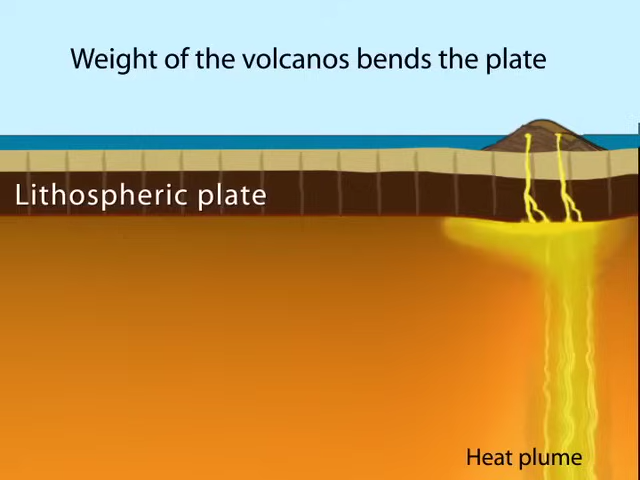 Weight of the volcanos bends the plate
Lithospheric plate
Heat plume